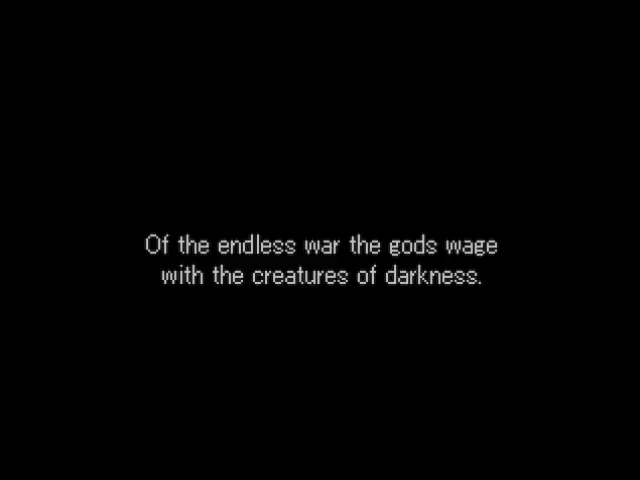 Of the endless war the gods wage
with the creatures of darkness.